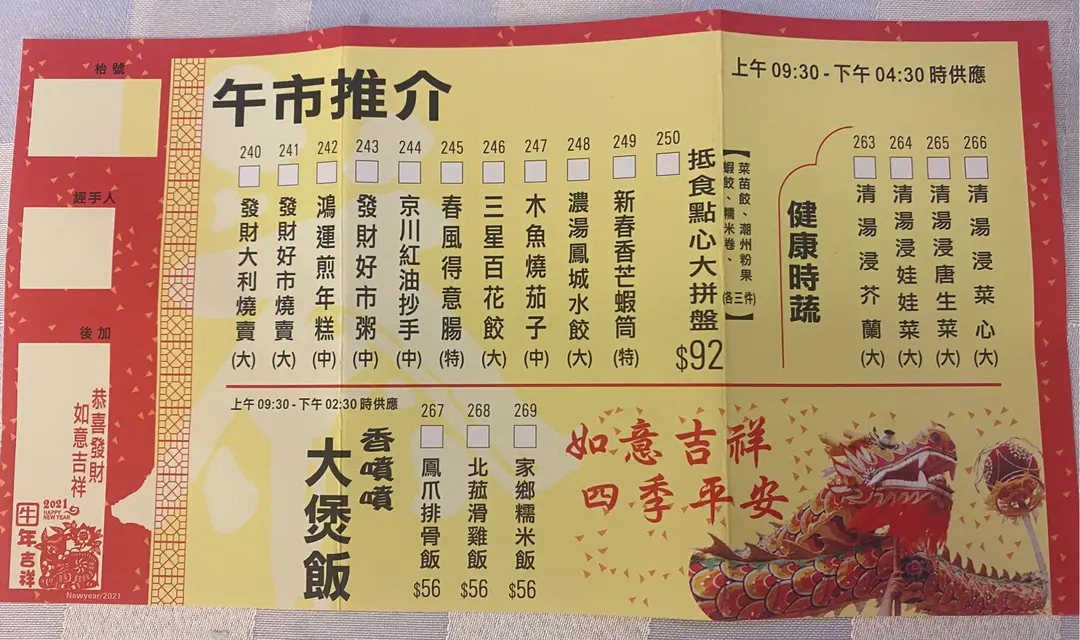 枱號
經手人
後加
恭喜發財
如意吉祥
2021
HAPPY
NEW YEAR
牛年吉祥
Newyear/2021
午市推介
上午 09:30 - 下午 04:30 時供應
240
發財大利燒賣(大)
241
發財好市燒賣(大)
242
鴻運煎年糕(中)
243
發財好市粥(中)
244
京川紅油抄手(中)
245
春風得意腸(特)
246
三星百花餃(大)
247
木魚燒茄子(中)
248
濃湯鳳城水餃(大)
249
新春香芒蝦筒(特)
250
抵食點心大拼盤
$92
【菜苗餃、潮州粉果
蝦餃、糯米卷、(各三件)】
健康時蔬
263
清湯浸芥蘭(大)
264
清湯浸娃娃菜(大)
265
清湯浸唐生菜(大)
266
清湯浸菜心(大)
上午 09:30 - 下午 02:30 時供應
香噴噴
大煲飯
267
鳳爪排骨飯
$56
268
北菰滑雞飯
$56
269
家鄉糯米飯
$56
如意吉祥
四季平安